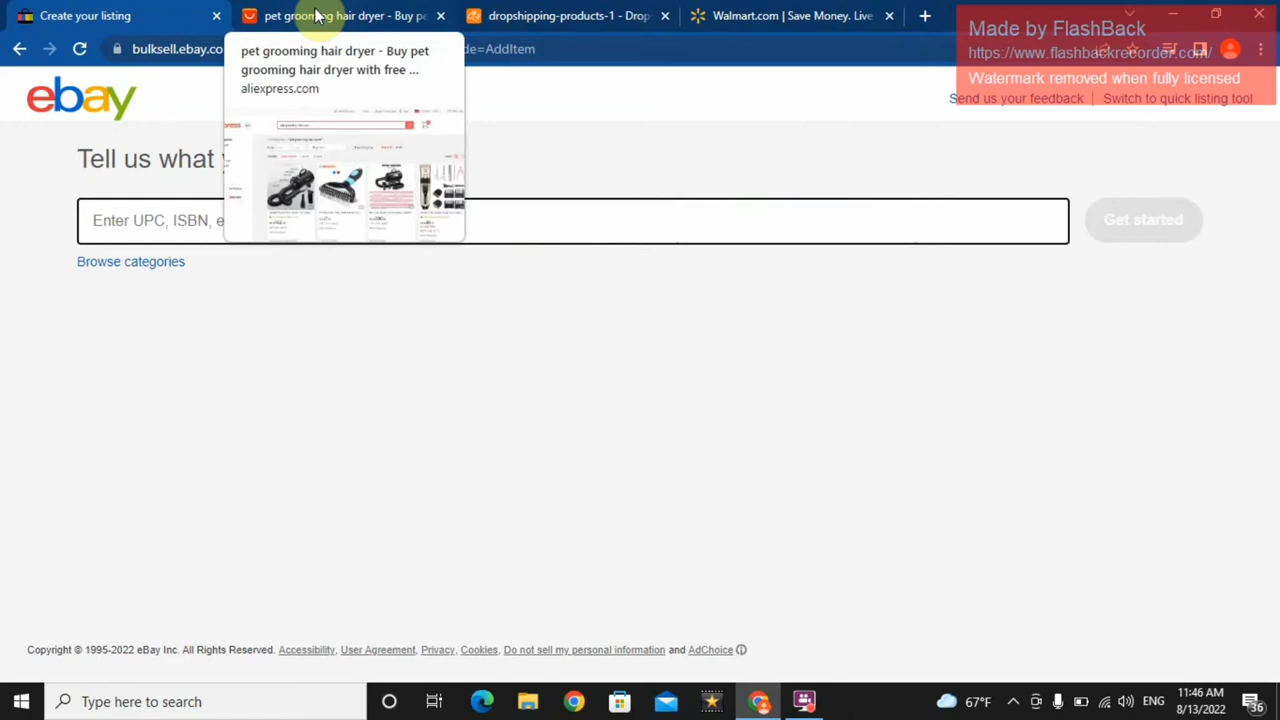 Create your listing
pet grooming hair dryer - Buy pe
dropshipping-products-1 - Drop
Walmart.com | Save Money. Live
Made by FlashBack
https://www.flashbackrecorder.com/
Watermark removed when fully licensed
bulksell.ebay.co
de=AddItem
pet grooming hair dryer - Buy pet
grooming hair dryer with free ...
aliexpress.com
ebay
Send us your feedback
Switch to quick listing tool
Tell us what
Enter UPC, ISBN, e
Get started
Browse categories
Copyright © 1995-2022 eBay Inc. All Rights Reserved. Accessibility, User Agreement, Privacy, Cookies, Do not sell my personal information and AdChoice
Type here to search
67°F
ENG
11:46 AM
8/13/2022
36